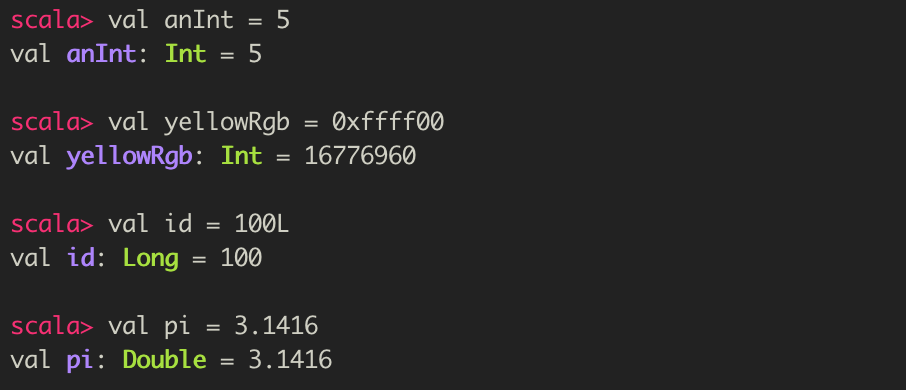 scala> val anInt = 5
val anInt: Int = 5
scala> val yellowRgb = 0xffff00
val yellowRgb: Int = 16776960
scala> val id = 100L
val id: Long = 100
scala> val pi = 3.1416
val pi: Double = 3.1416